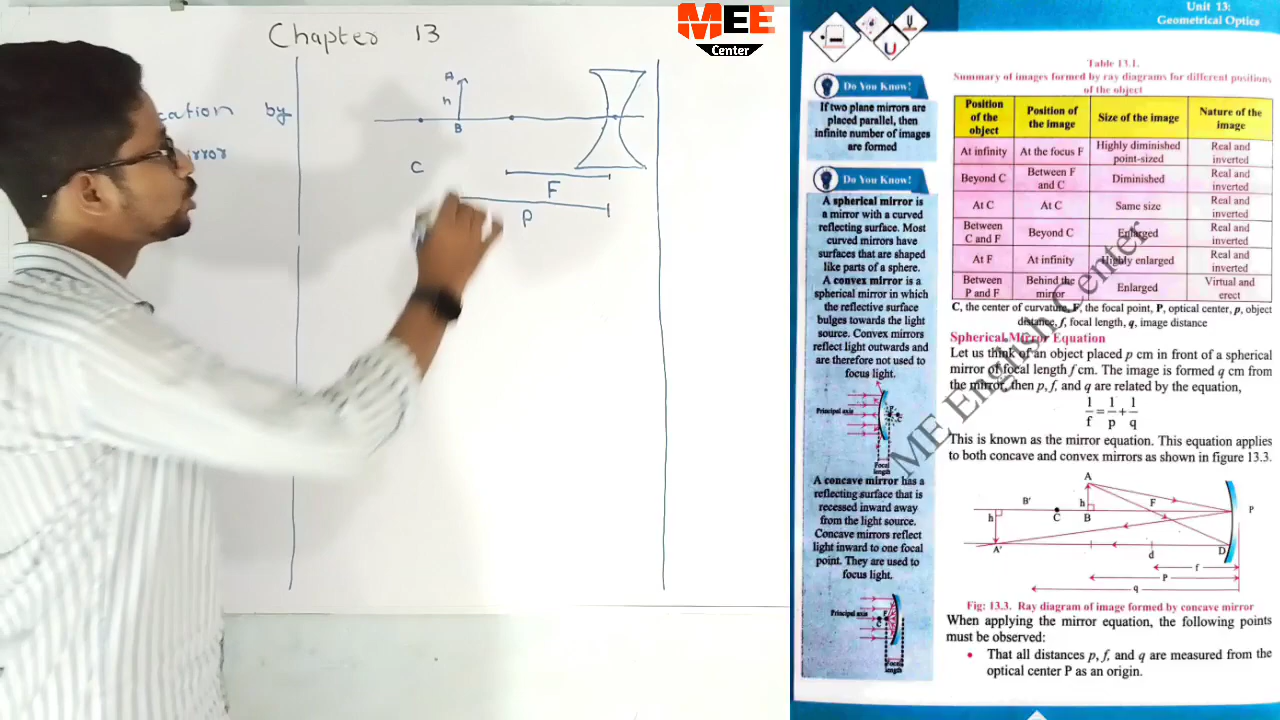 Chapter 13
by
A
h
B
C
F
P
MEE
Center
Unit 13:
Geometrical Optics
Do You Know!
If two plane mirrors are
placed parallel, then
infinite number of images
are formed
Do You Know!
A spherical mirror is
a mirror with a curved
reflecting surface. Most
curved mirrors have
surfaces that are shaped
like parts of a sphere.
A convex mirror is a
spherical mirror in which
the reflective surface
bulges towards the light
source. Convex mirrors
reflect light outwards and
are therefore not used to
focus light.
Principal axis
Focal
length
A concave mirror has a
reflecting surface that is
recessed inward away
from the light source.
Concave mirrors reflect
light inward to one focal
point. They are used to
focus light.
Principal axis
F
C
Focal
length
Table 13.1.
Summary of images formed by ray diagrams for different positions
of the object
Position of the object | Position of the image | Size of the image | Nature of the image
At infinity | At the focus F | Highly diminished point-sized | Real and inverted
Beyond C | Between F and C | Diminished | Real and inverted
At C | At C | Same size | Real and inverted
Between C and F | Beyond C | Enlarged | Real and inverted
At F | At infinity | Highly enlarged | Real and inverted
Between P and F | Behind the mirror | Enlarged | Virtual and erect
C, the center of curvature, F, the focal point, P, optical center, p, object
distance, f, focal length, q, image distance
Spherical Mirror Equation
Let us think of an object placed p cm in front of a spherical
mirror of focal length f cm. The image is formed q cm from
the mirror, then p, f, and q are related by the equation,
1/f = 1/p + 1/q
This is known as the mirror equation. This equation applies
to both concave and convex mirrors as shown in figure 13.3.
A
B'
h
F
P
h
C
B
A'
d
D
f
P
q
Fig: 13.3. Ray diagram of image formed by concave mirror
When applying the mirror equation, the following points
must be observed:
• That all distances p, f, and q are measured from the
optical center P as an origin.
ME English Center